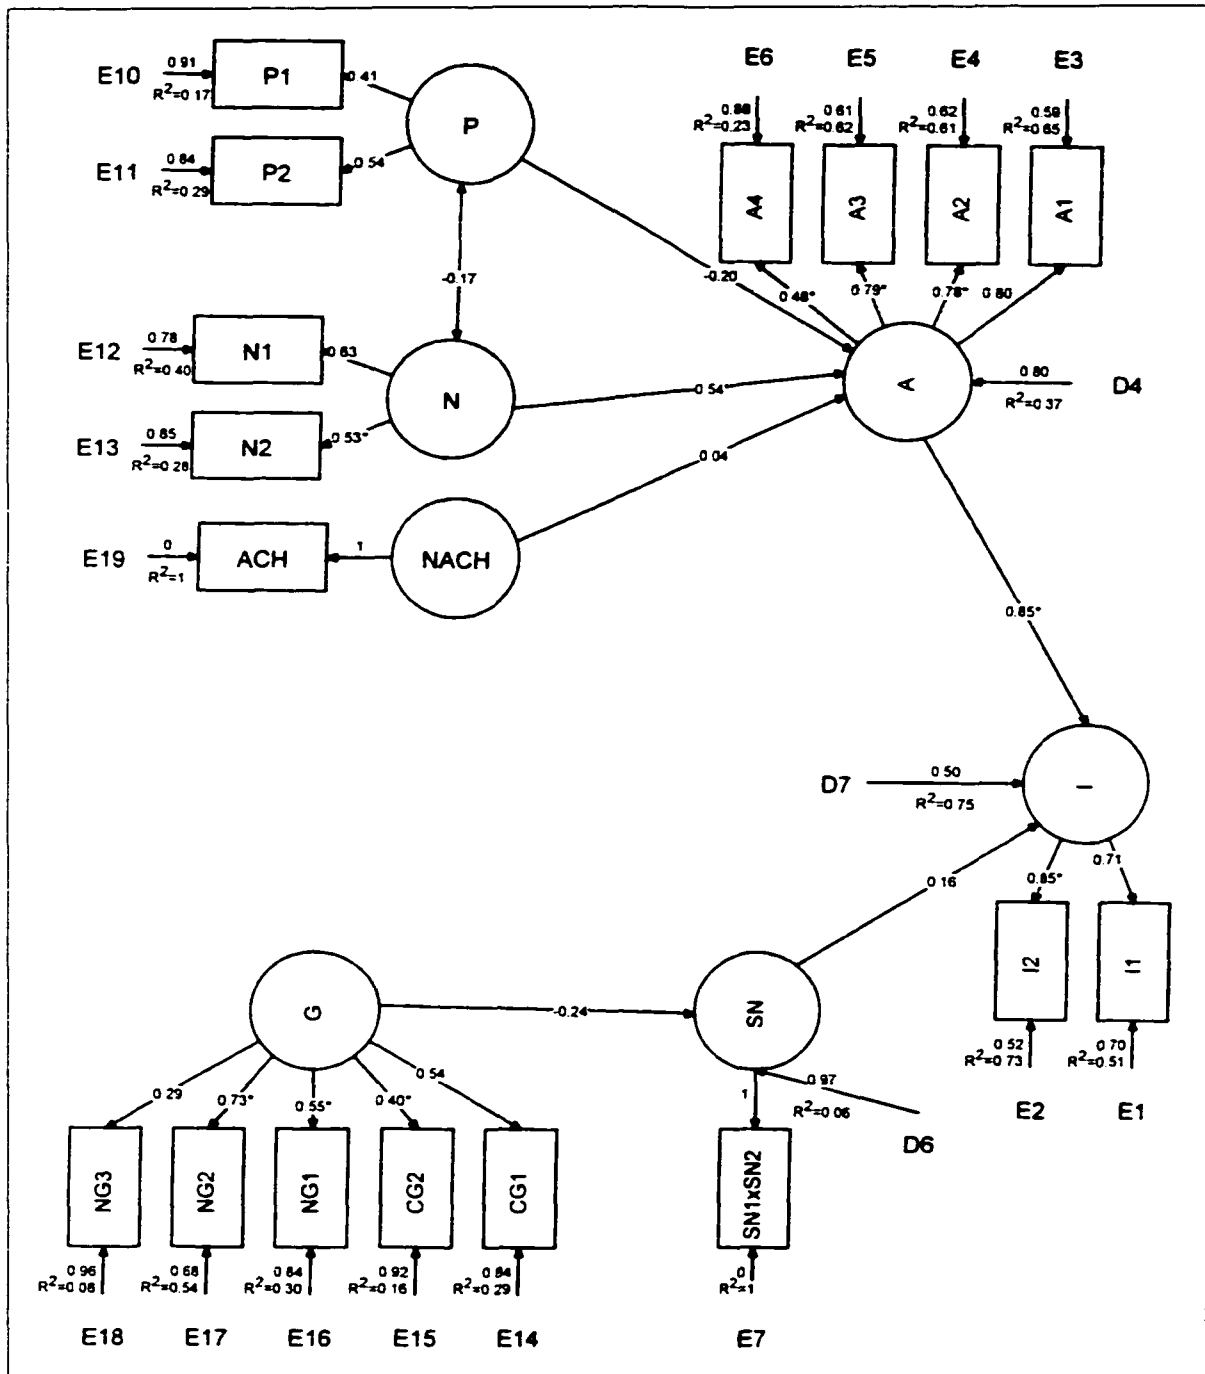 E10
0.91
R²=0.17
P1
0.41
P
E11
0.84
R²=0.29
P2
0.54
-0.17
-0.20
E6
0.88
R²=0.23
A4
0.48*
E5
0.61
R²=0.62
A3
0.79*
E4
0.62
R²=0.61
A2
0.78*
E3
0.59
R²=0.65
A1
0.80
E12
0.78
R²=0.40
N1
0.63
N
E13
0.85
R²=0.28
N2
0.53*
0.54
A
0.80
R²=0.37
D4
E19
0
R²=1
ACH
1
NACH
0.04
0.85*
D7
0.50
R²=0.75
I
0.16
0.85*
0.71
I2
I1
0.52
R²=0.73
E2
0.70
R²=0.51
E1
G
-0.24
SN
0.97
R²=0.06
D6
1
SN1xSN2
0
R²=1
E7
0.29
0.73*
0.55*
0.40*
0.54
NG3
NG2
NG1
CG2
CG1
0.96
R²=0.08
0.68
R²=0.54
0.84
R²=0.30
0.92
R²=0.16
0.84
R²=0.29
E18
E17
E16
E15
E14